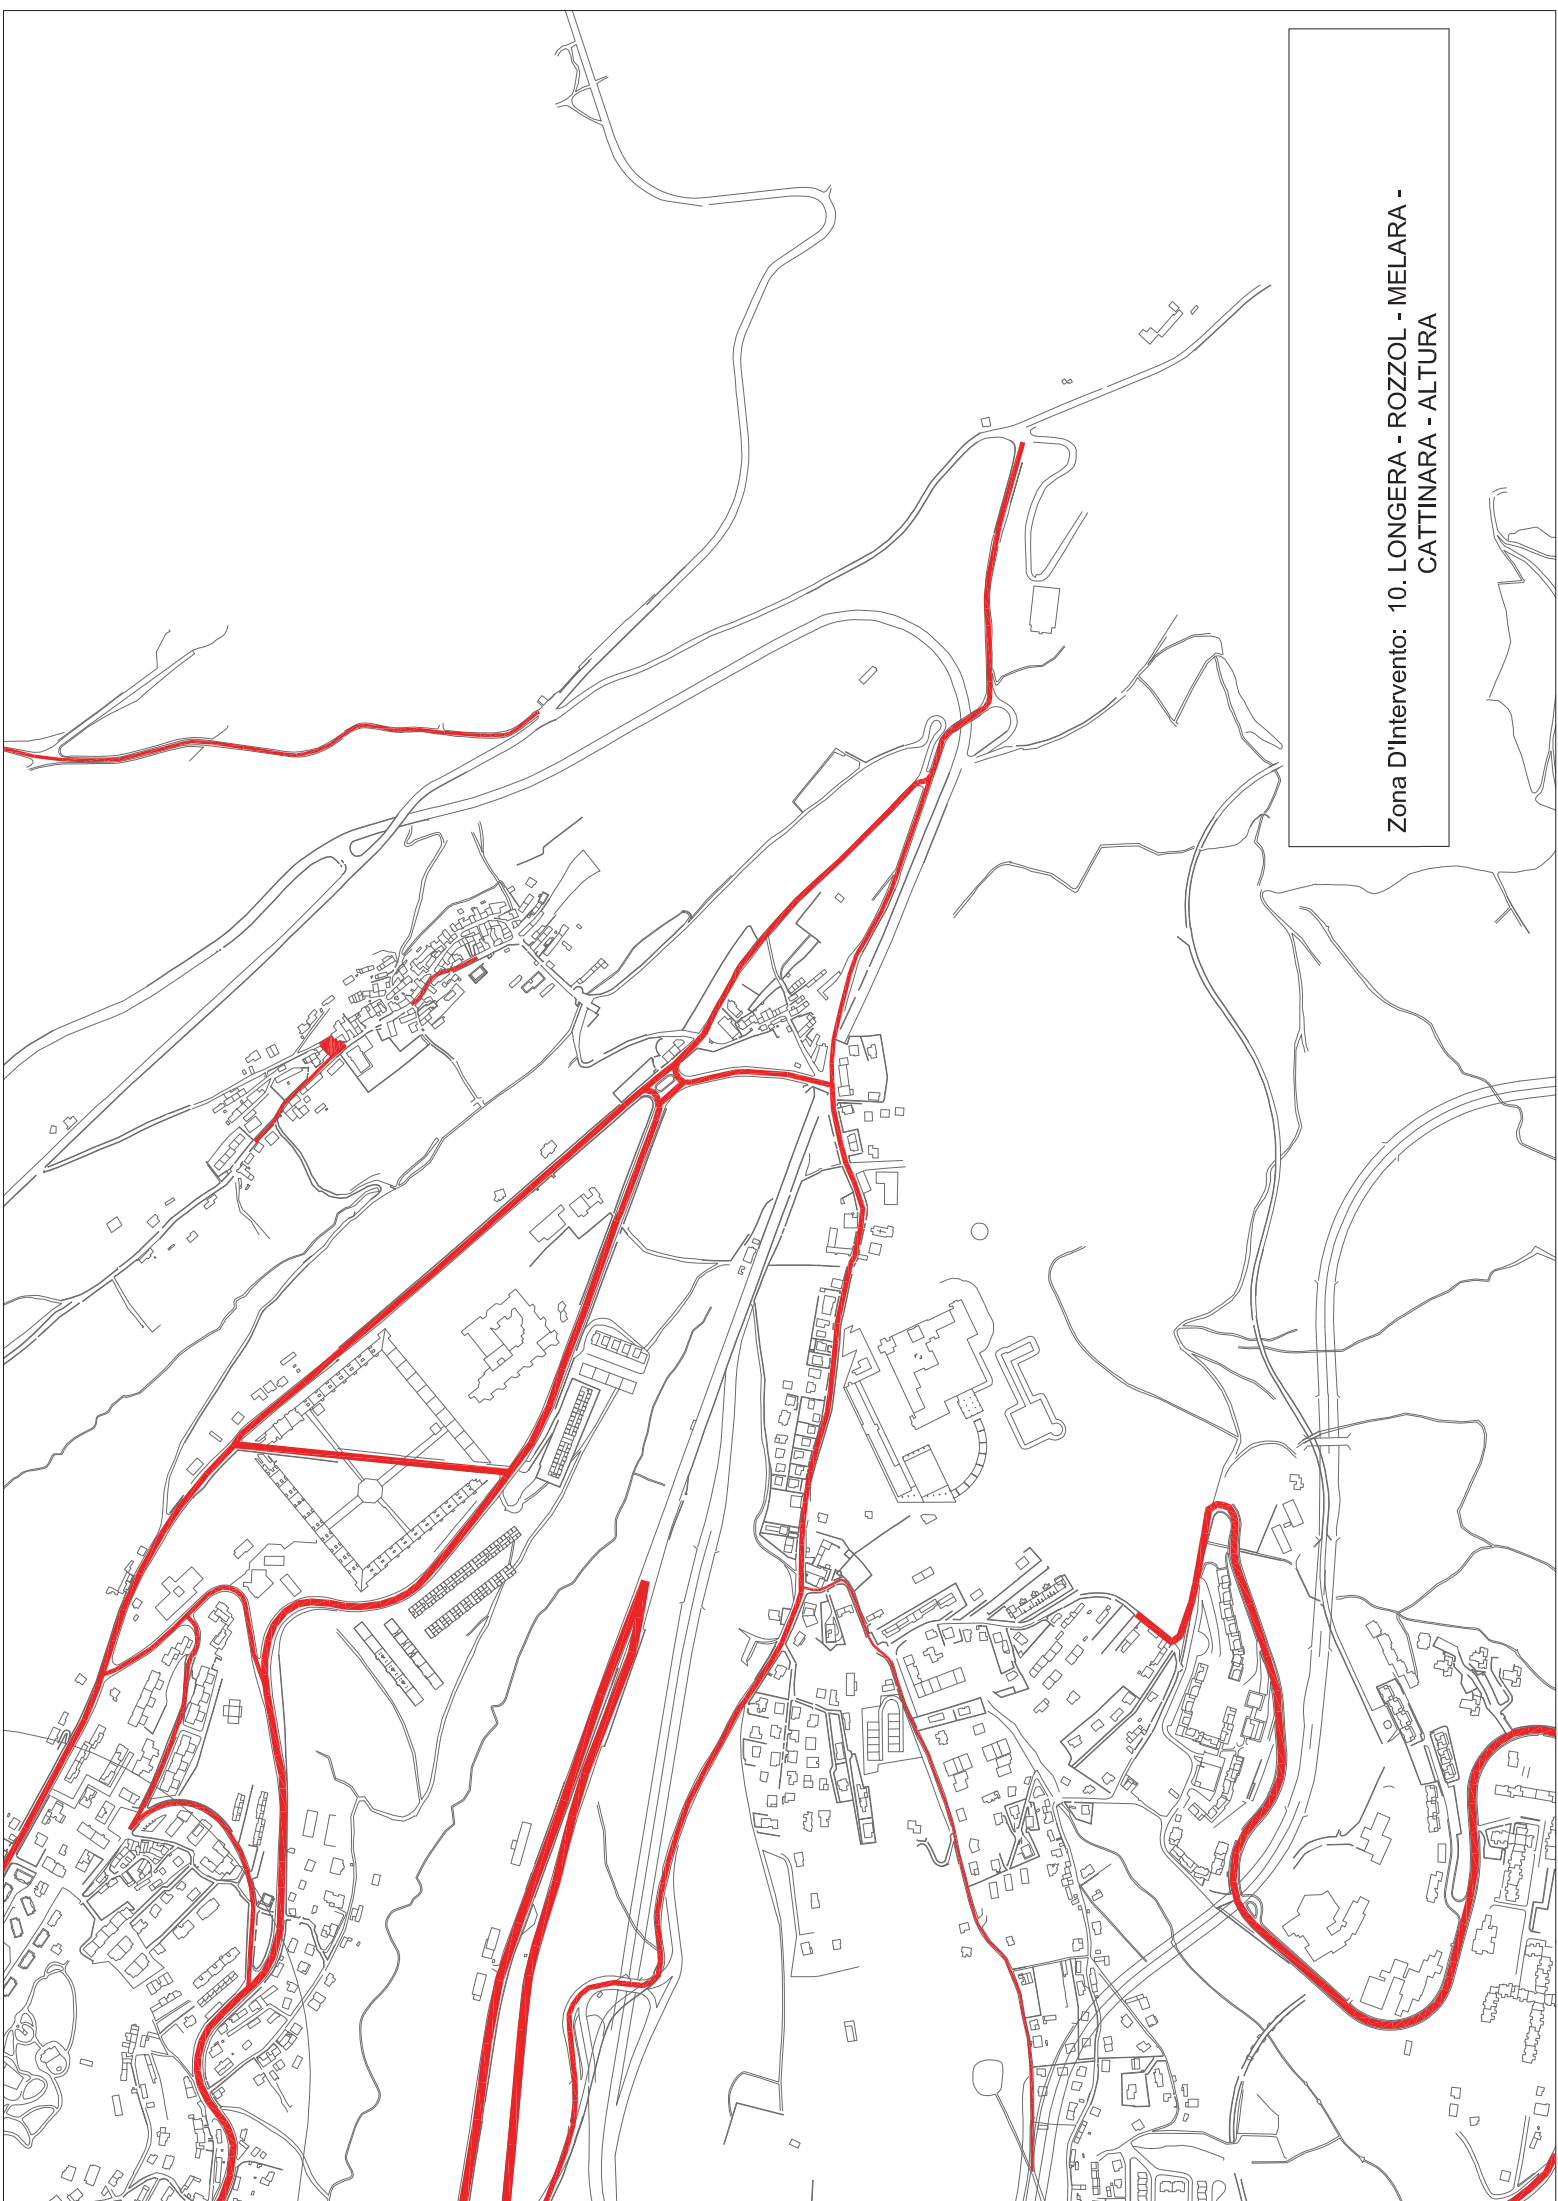 Zona D'Intervento: 10. LONGERA - ROZZOL - MELARA -
CATTINARA - ALTURA